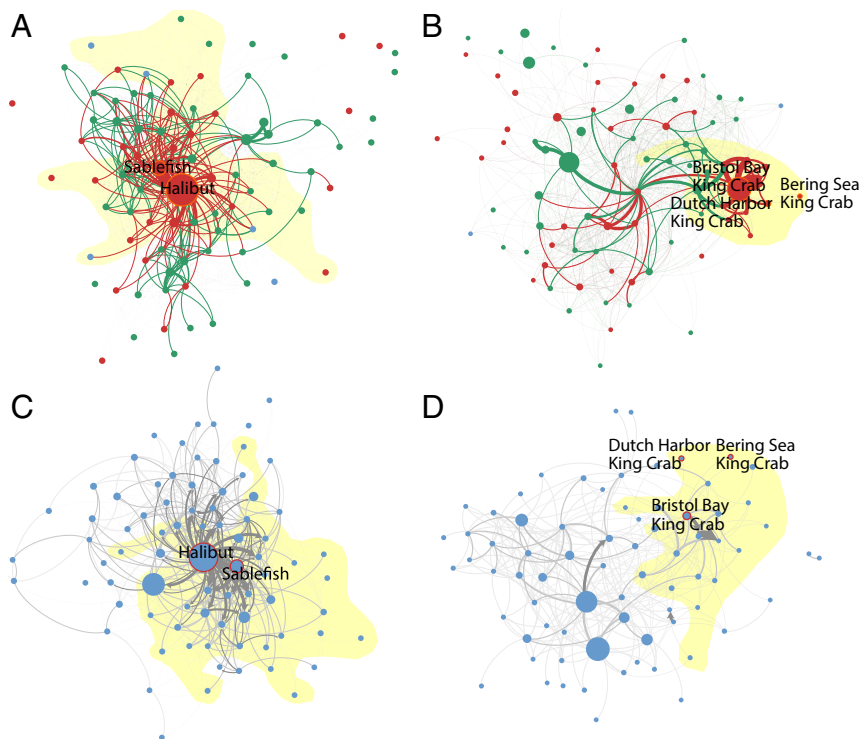 A
B
Sablefish
Halibut
Bristol Bay
King Crab
Bering Sea
King Crab
Dutch Harbor
King Crab
C
D
Halibut
Sablefish
Dutch Harbor
King Crab
Bering Sea
King Crab
Bristol Bay
King Crab